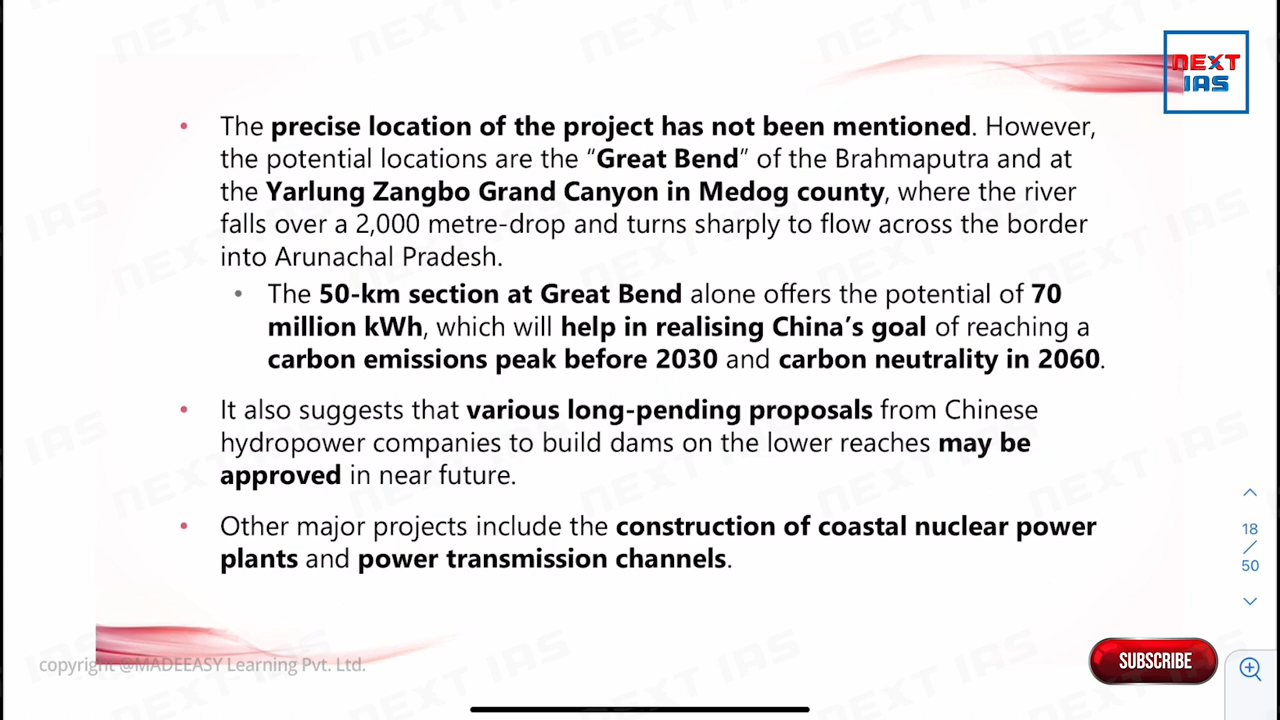 NEXT
IAS
• The precise location of the project has not been mentioned. However,
the potential locations are the “Great Bend” of the Brahmaputra and at
the Yarlung Zangbo Grand Canyon in Medog county, where the river
falls over a 2,000 metre-drop and turns sharply to flow across the border
into Arunachal Pradesh.
• The 50-km section at Great Bend alone offers the potential of 70
million kWh, which will help in realising China’s goal of reaching a
carbon emissions peak before 2030 and carbon neutrality in 2060.
• It also suggests that various long-pending proposals from Chinese
hydropower companies to build dams on the lower reaches may be
approved in near future.
• Other major projects include the construction of coastal nuclear power
plants and power transmission channels.
18
/
50
copyright @MADEEASY Learning Pvt. Ltd.
SUBSCRIBE